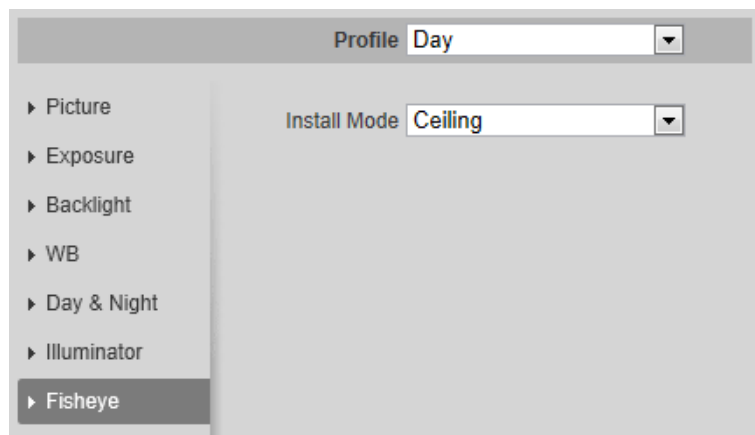 Profile Day
Picture
Install Mode Ceiling
Exposure
Backlight
WB
Day & Night
Illuminator
Fisheye